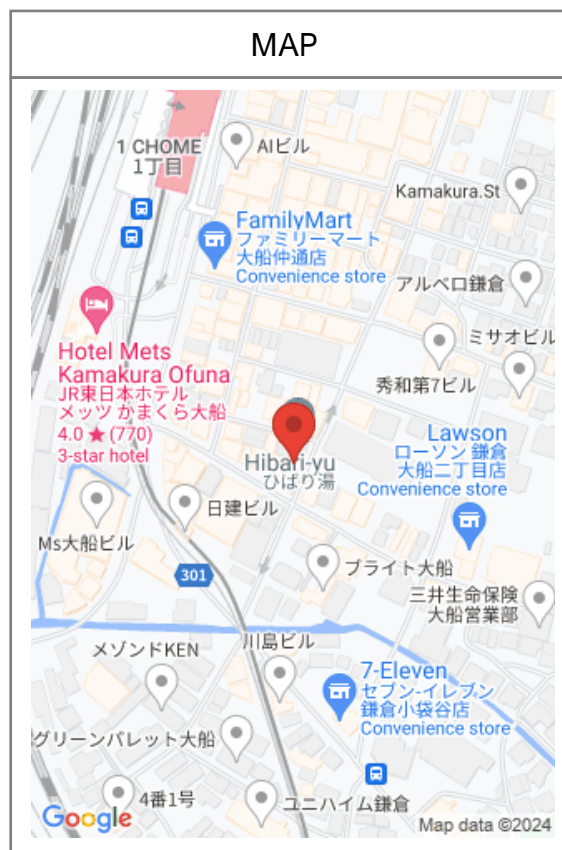 MAP
1 CHOME
1丁目
AIビル
Kamakura.St
FamilyMart
ファミリーマート
大船仲通店
Convenience store
アルベロ鎌倉
Hotel Mets
Kamakura Ofuna
JR東日本ホテル
メッツ かまくら大船
4.0 ★ (770)
3-star hotel
ミサオビル
秀和第7ビル
Hibari-yu
ひばり湯
Lawson
ローソン 鎌倉
大船二丁目店
Convenience store
日建ビル
Ms大船ビル
301
ブライト大船
三井生命保険
大船営業部
川島ビル
メゾンドKEN
7-Eleven
セブン-イレブン
鎌倉小袋谷店
Convenience store
グリーンパレット大船
4番1号
ユニハイム鎌倉
Google
Map data ©2024